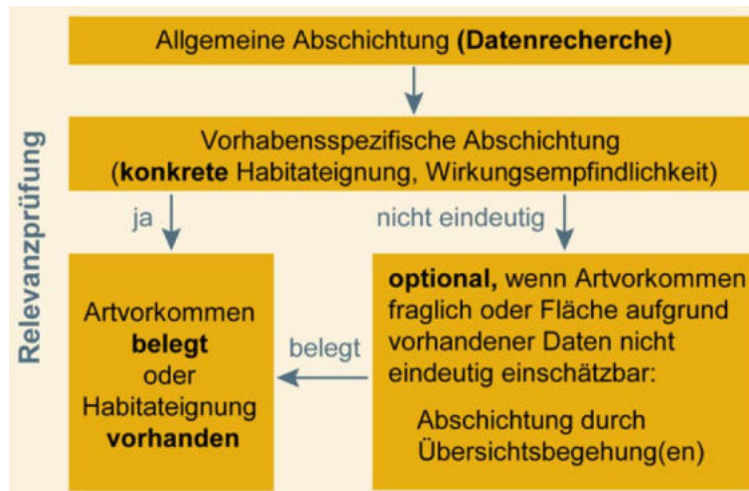 Relevanzprüfung
Allgemeine Abschichtung (Datenrecherche)
Vorhabensspezifische Abschichtung
(konkrete Habitateignung, Wirkungsempfindlichkeit)
ja
nicht eindeutig
Artvorkommen
belegt
oder
Habitateignung
vorhanden
belegt
optional, wenn Artvorkommen
fraglich oder Fläche aufgrund
vorhandener Daten nicht
eindeutig einschätzbar:
Abschichtung durch
Übersichtsbegehung(en)